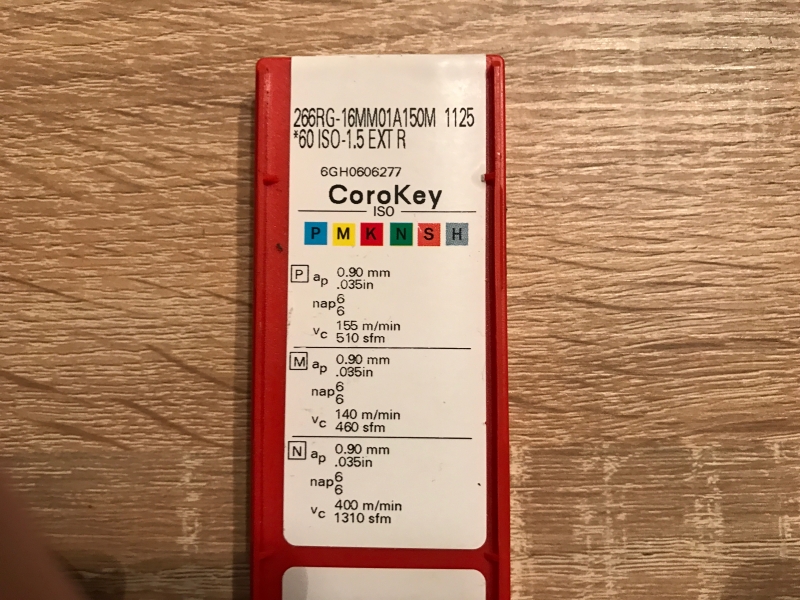 266RG-16MM01A150M 1125
*60 ISO-1.5 EXT R
6GH0606277
CoroKey
ISO
P M K N S H
P ap 0.90 mm
.035in
nap 6
6
vc 155 m/min
510 sfm
M ap 0.90 mm
.035in
nap 6
6
vc 140 m/min
460 sfm
N ap 0.90 mm
.035in
nap 6
6
vc 400 m/min
1310 sfm